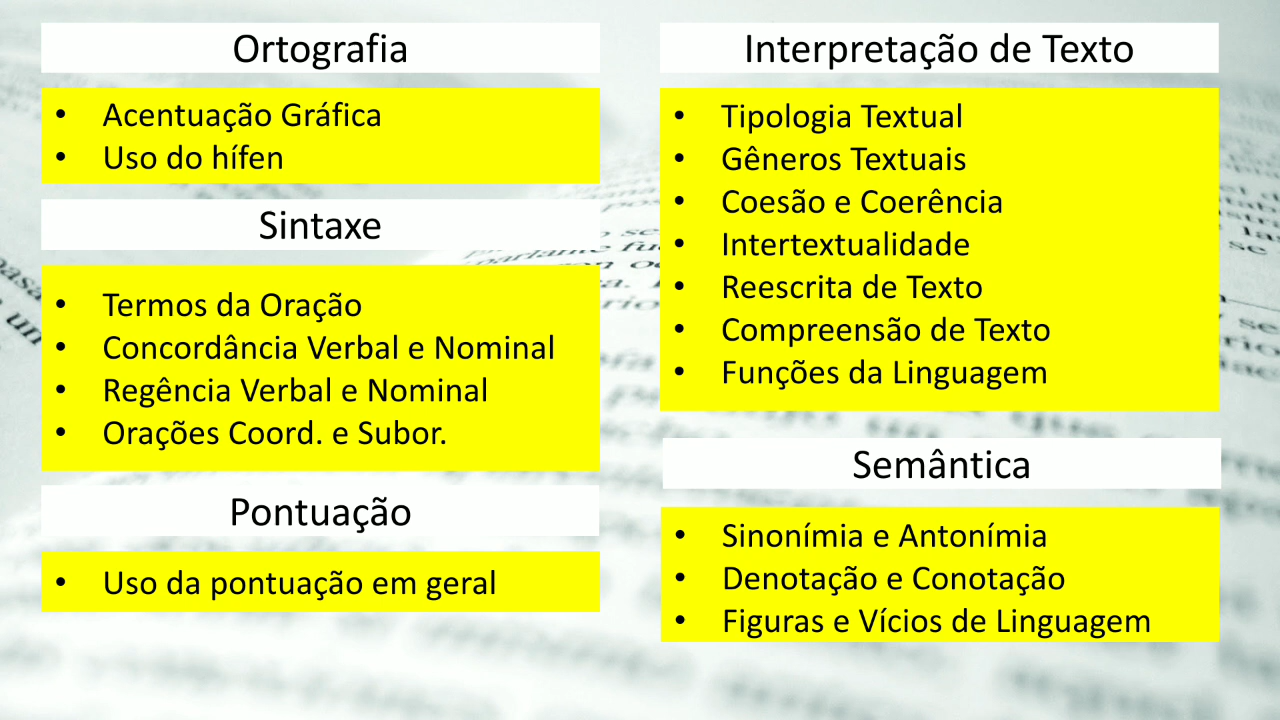 Ortografia
• Acentuação Gráfica
• Uso do hífen
Sintaxe
• Termos da Oração
• Concordância Verbal e Nominal
• Regência Verbal e Nominal
• Orações Coord. e Subor.
Pontuação
• Uso da pontuação em geral
Interpretação de Texto
• Tipologia Textual
• Gêneros Textuais
• Coesão e Coerência
• Intertextualidade
• Reescrita de Texto
• Compreensão de Texto
• Funções da Linguagem
Semântica
• Sinonímia e Antonímia
• Denotação e Conotação
• Figuras e Vícios de Linguagem